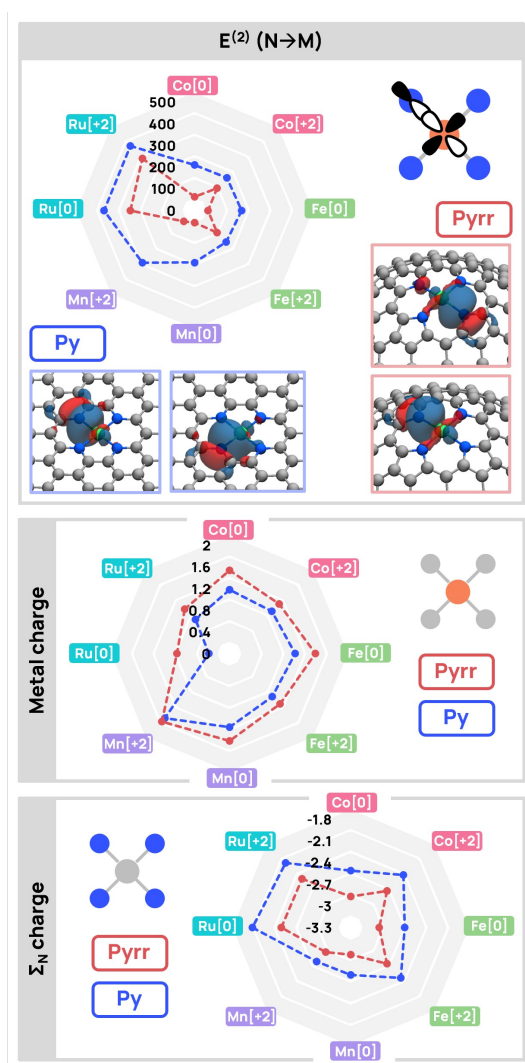 E⁽²⁾ (N→M)
Co[0]
500
400
300
200
100
0
Ru[+2]
Co[+2]
Ru[0]
Fe[0]
Mn[+2]
Fe[+2]
Mn[0]
Pyrr
Py
Metal charge
Co[0]
2
1.6
1.2
0.8
0.4
0
Ru[+2]
Co[+2]
Ru[0]
Fe[0]
Mn[+2]
Fe[+2]
Mn[0]
Pyrr
Py
Σ_N charge
Co[0]
-1.8
-2.1
-2.4
-2.7
-3
-3.3
Ru[+2]
Co[+2]
Ru[0]
Fe[0]
Mn[+2]
Fe[+2]
Mn[0]
Pyrr
Py